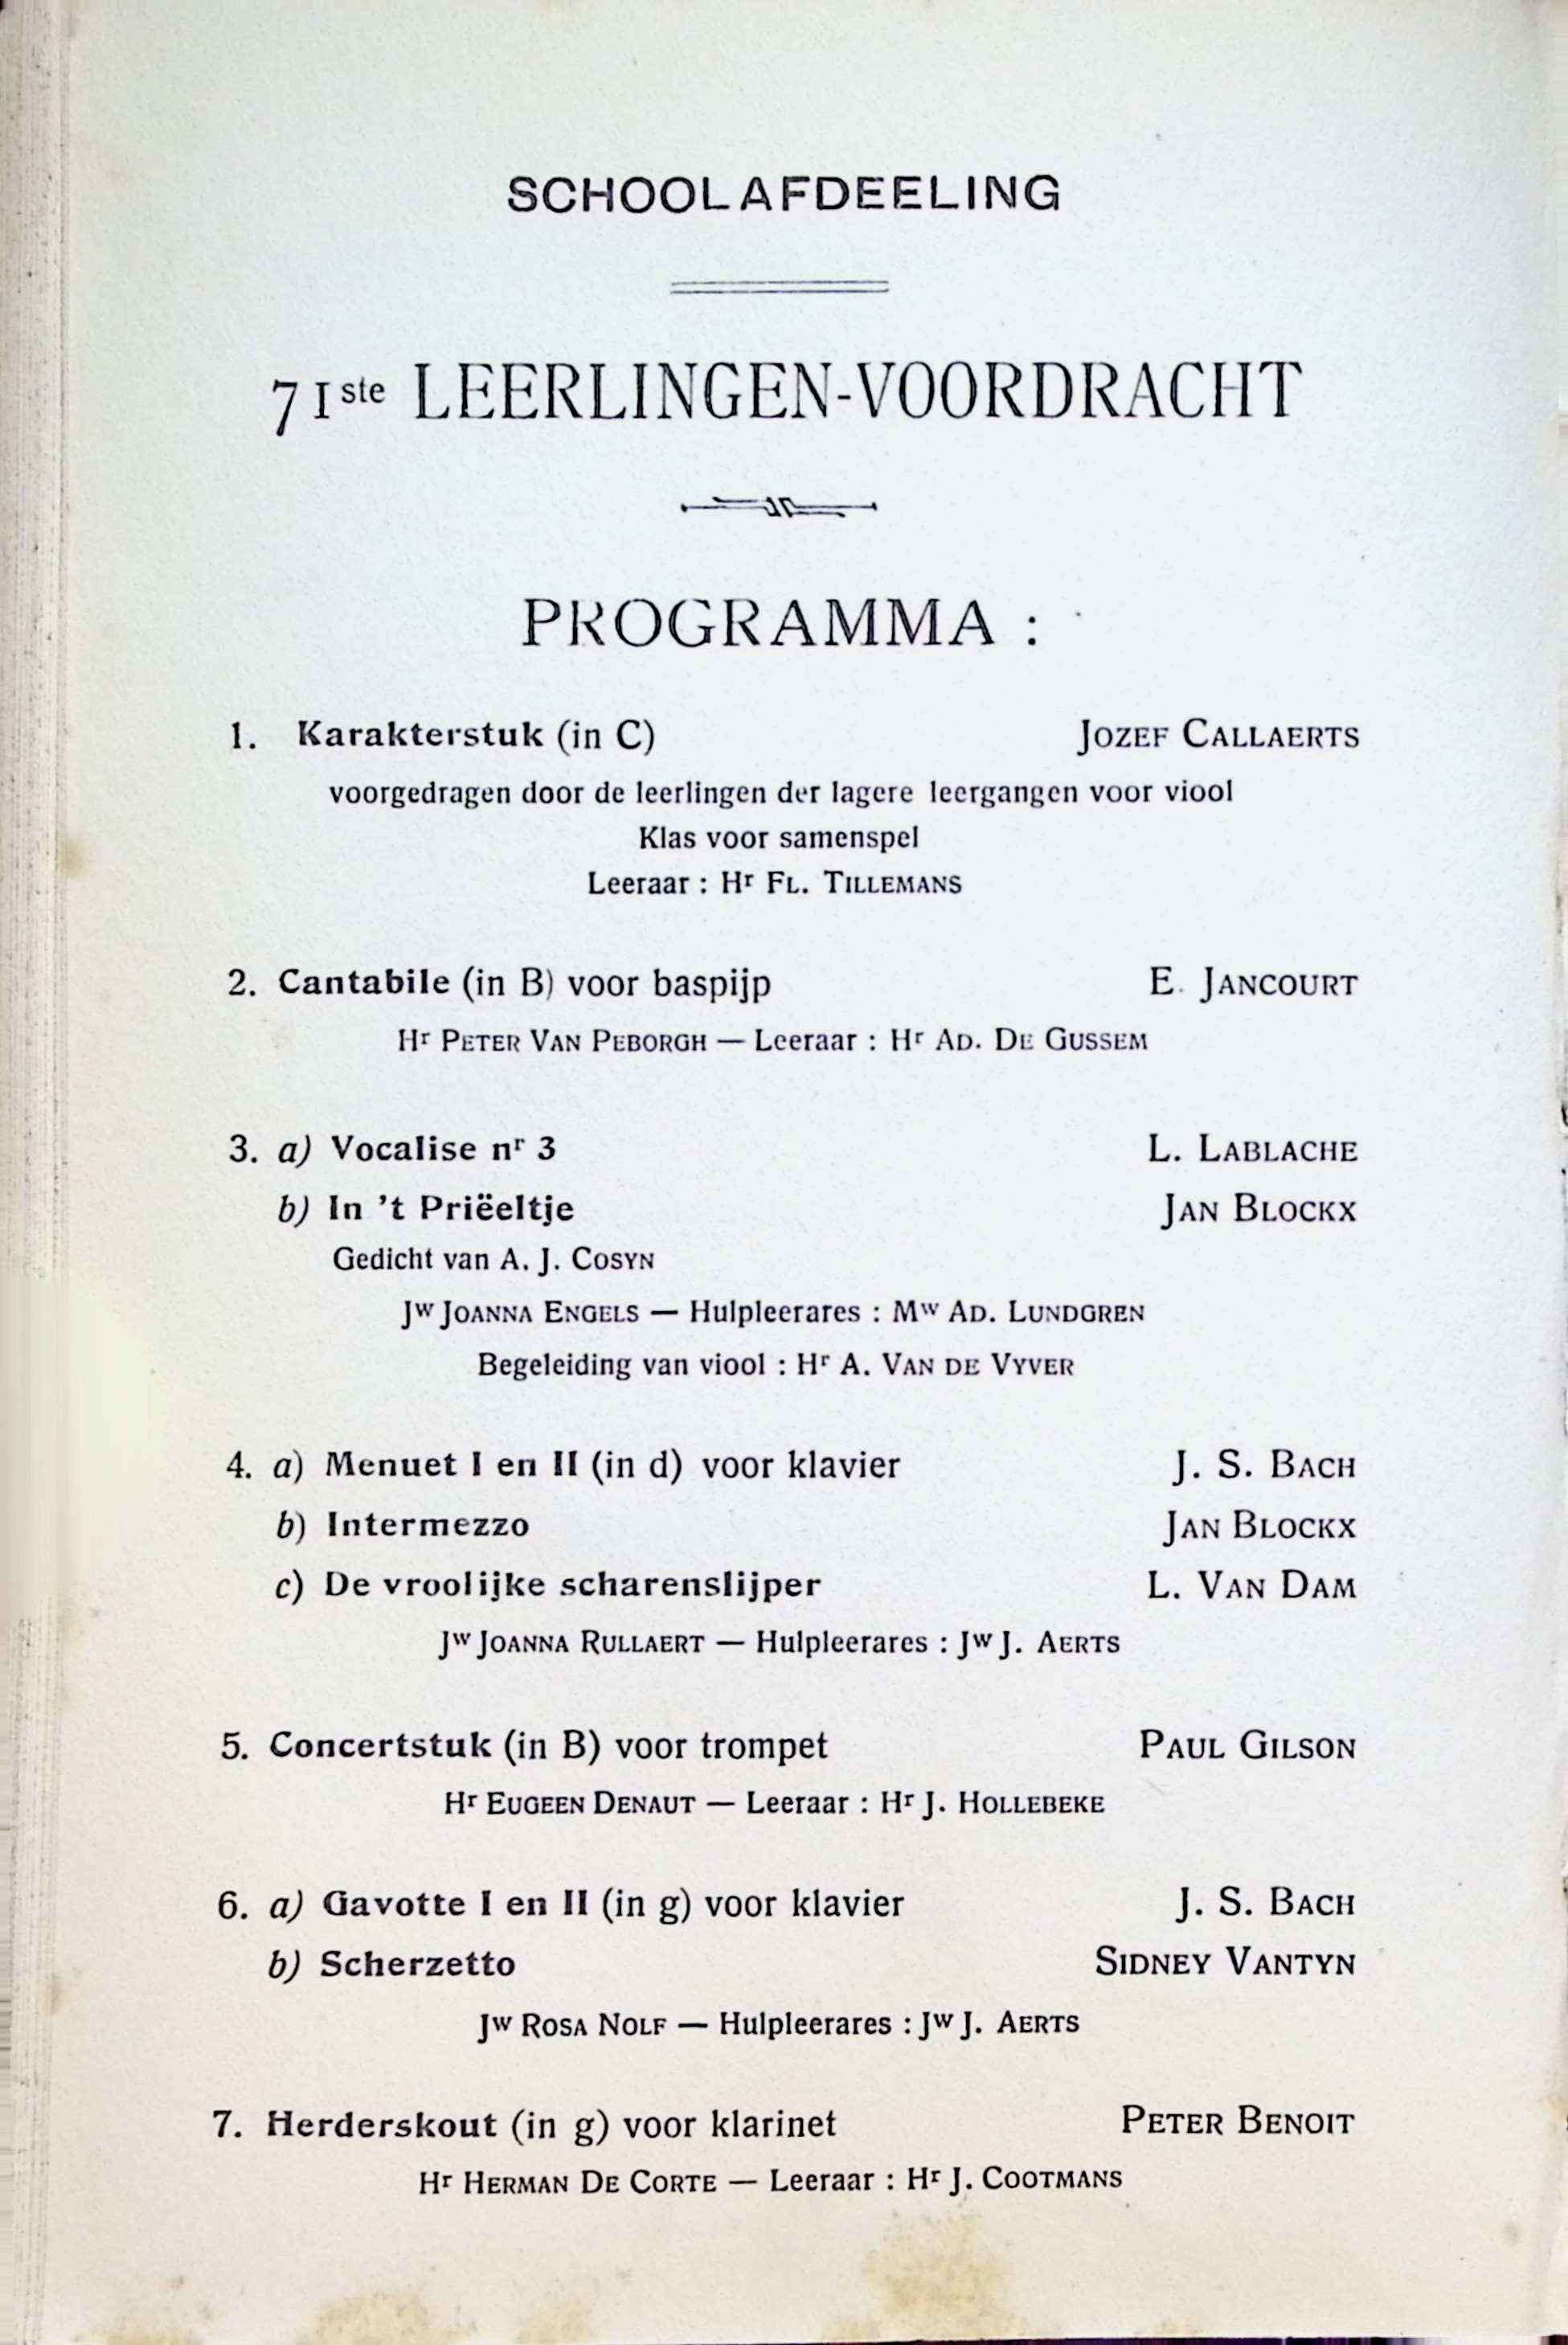 SCHOOLAFDEELING
71ste LEERLINGEN-VOORDRACHT
PROGRAMMA :
1. Karakterstuk (in C) JOZEF CALLAERTS
voorgedragen door de leerlingen der lagere leergangen voor viool
Klas voor samenspel
Leeraar : Hr FL. TILLEMANS
2. Cantabile (in B) voor baspijp E. JANCOURT
Hr PETER VAN PEBORGH — Leeraar : Hr AD. DE GUSSEM
3. a) Vocalise nr 3 L. LABLACHE
b) In 't Priëeltje JAN BLOCKX
Gedicht van A. J. COSYN
Jw JOANNA ENGELS — Hulpleerares : Mw AD. LUNDGREN
Begeleiding van viool : Hr A. VAN DE VYVER
4. a) Menuet I en II (in d) voor klavier J. S. BACH
b) Intermezzo JAN BLOCKX
c) De vroolijke scharenslijper L. VAN DAM
Jw JOANNA RULLAERT — Hulpleerares : Jw J. AERTS
5. Concertstuk (in B) voor trompet PAUL GILSON
Hr EUGEEN DENAUT — Leeraar : Hr J. HOLLEBEKE
6. a) Gavotte I en II (in g) voor klavier J. S. BACH
b) Scherzetto SIDNEY VANTYN
Jw ROSA NOLF — Hulpleerares : Jw J. AERTS
7. Herderskout (in g) voor klarinet PETER BENOIT
Hr HERMAN DE CORTE — Leeraar : Hr J. COOTMANS